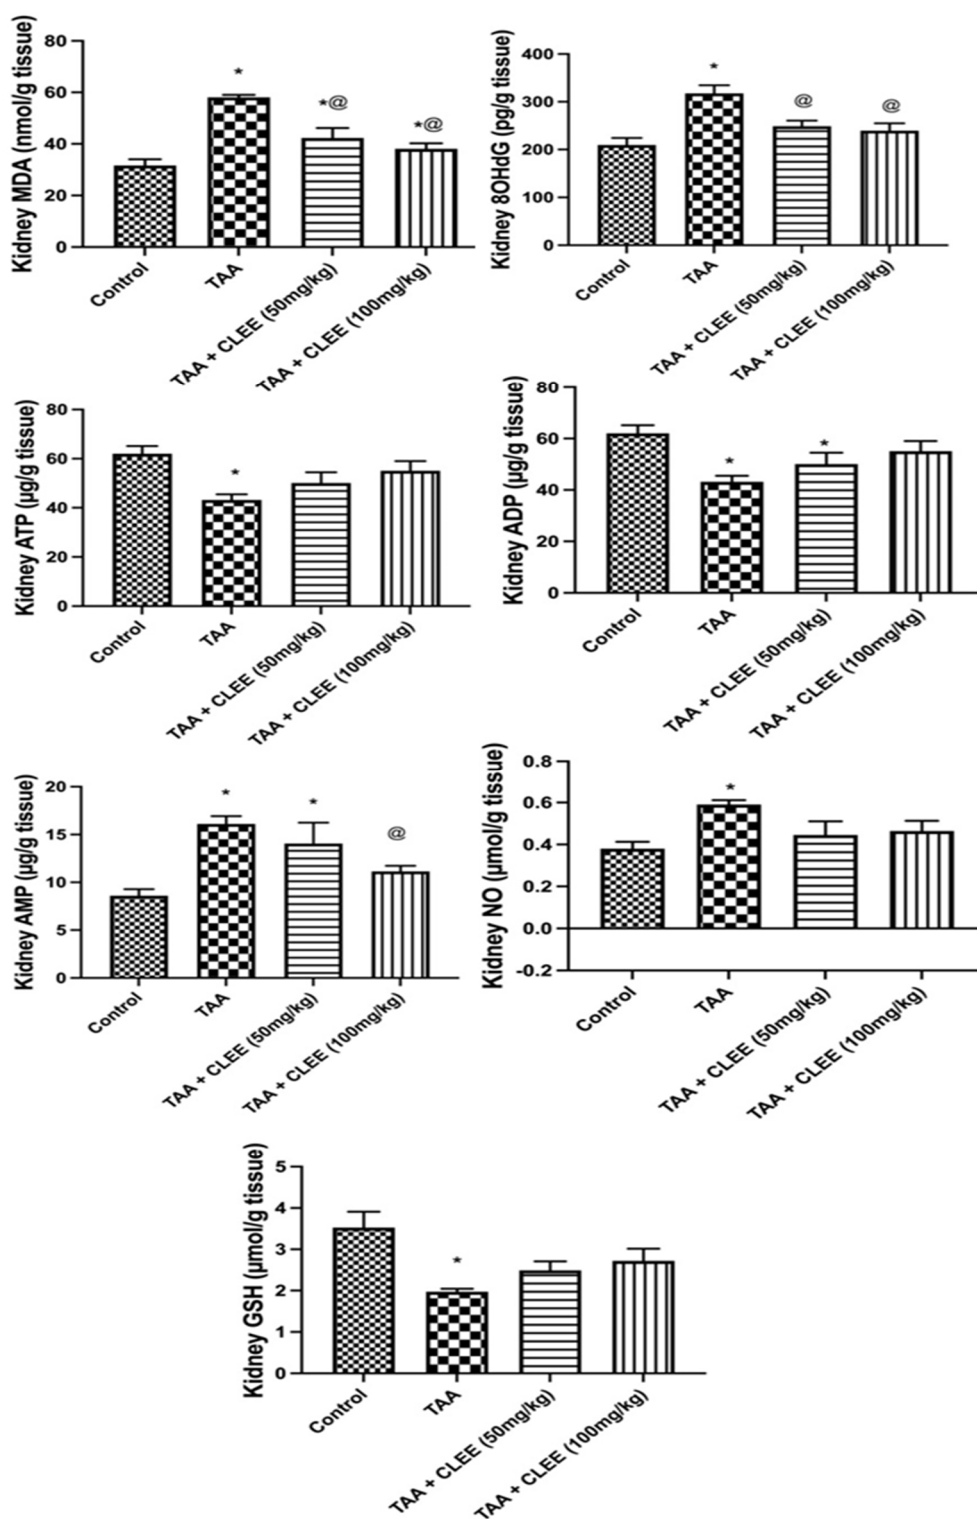 Kidney MDA (nmol/g tissue)
80
60
40
20
0
*
*@
*@
Control
TAA
TAA + CLEE (50mg/kg)
TAA + CLEE (100mg/kg)
Kidney 8OHdG (pg/g tissue)
400
300
200
100
0
*
@
@
Control
TAA
TAA + CLEE (50mg/kg)
TAA + CLEE (100mg/kg)
Kidney ATP (µg/g tissue)
80
60
40
20
0
*
Control
TAA
TAA + CLEE (50mg/kg)
TAA + CLEE (100mg/kg)
Kidney ADP (µg/g tissue)
80
60
40
20
0
*
*
Control
TAA
TAA + CLEE (50mg/kg)
TAA + CLEE (100mg/kg)
Kidney AMP (µg/g tissue)
20
15
10
5
0
*
*
@
Control
TAA
TAA + CLEE (50mg/kg)
TAA + CLEE (100mg/kg)
Kidney NO (µmol/g tissue)
0.8
0.6
0.4
0.2
0.0
-0.2
*
Control
TAA
TAA + CLEE (50mg/kg)
TAA + CLEE (100mg/kg)
Kidney GSH (µmol/g tissue)
5
4
3
2
1
0
*
Control
TAA
TAA + CLEE (50mg/kg)
TAA + CLEE (100mg/kg)